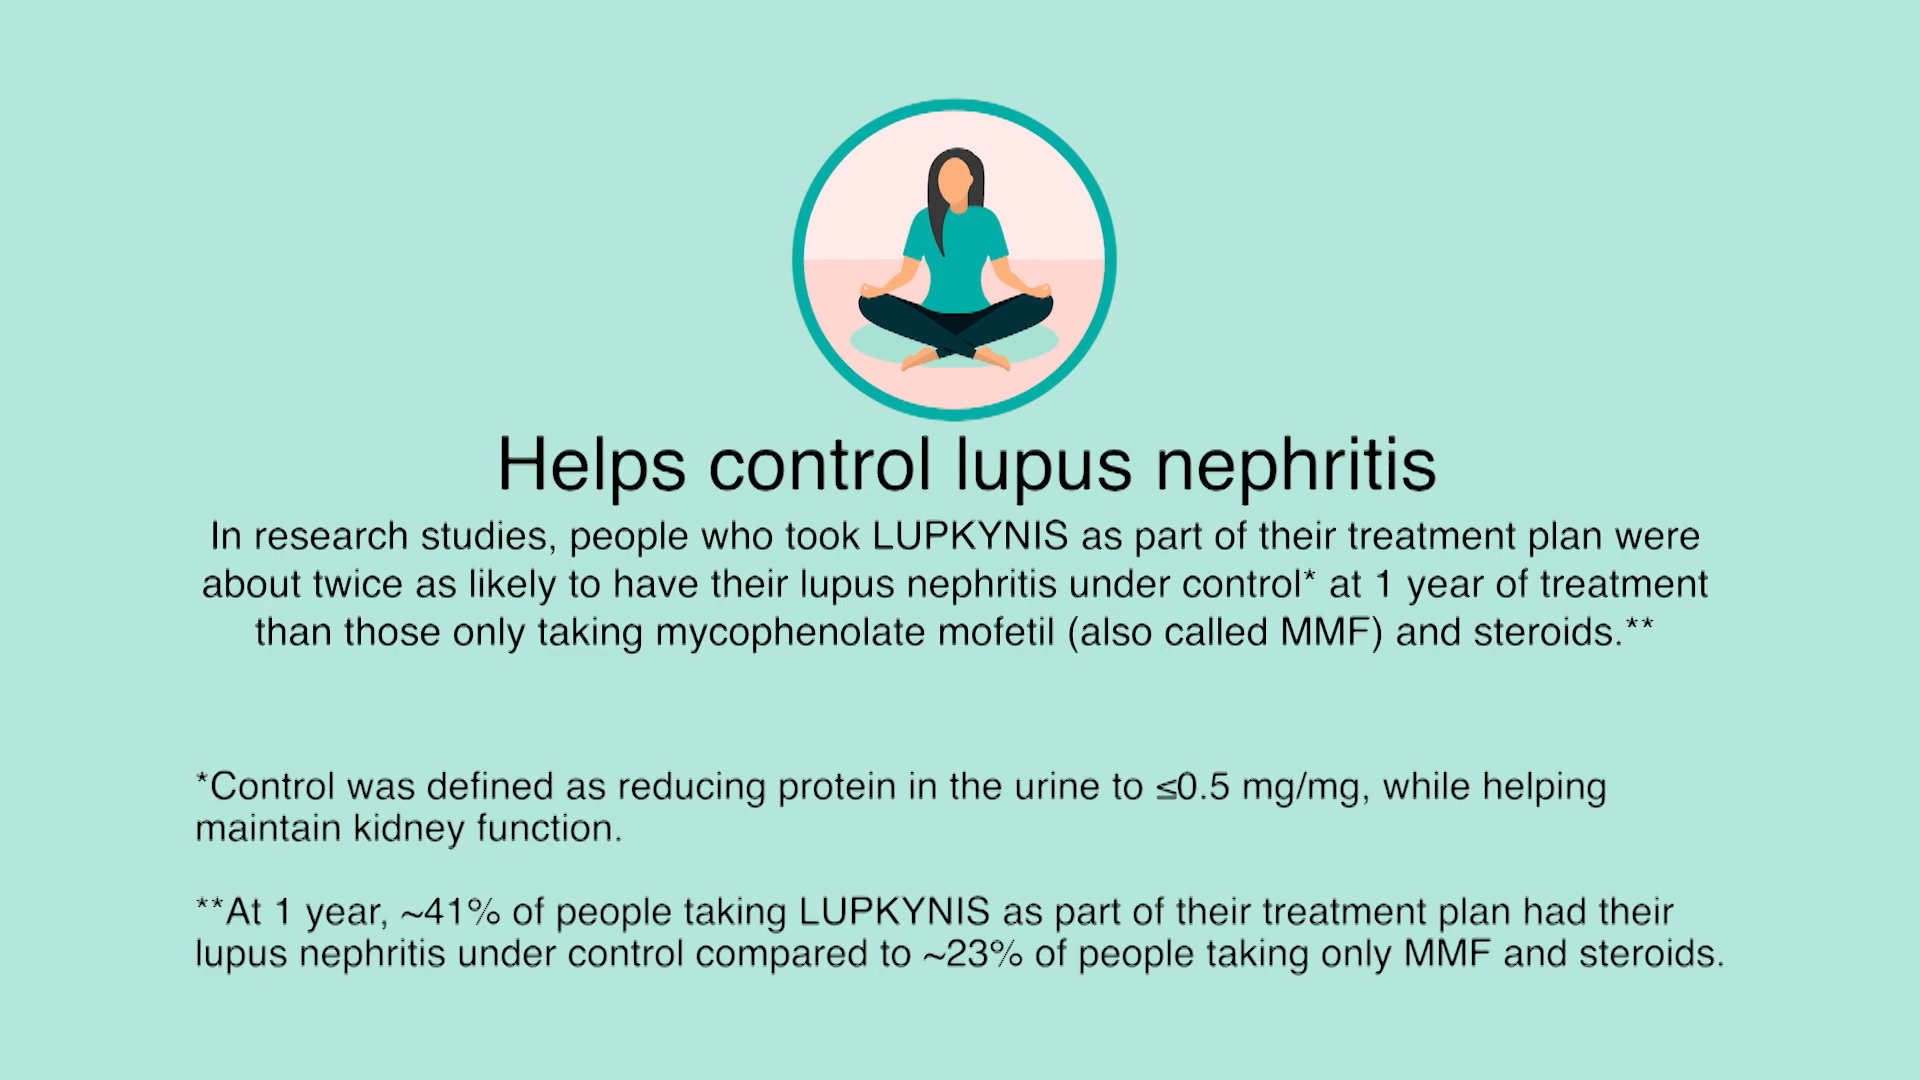 Helps control lupus nephritis
In research studies, people who took LUPKYNIS as part of their treatment plan were
about twice as likely to have their lupus nephritis under control* at 1 year of treatment
than those only taking mycophenolate mofetil (also called MMF) and steroids.**
*Control was defined as reducing protein in the urine to ≤0.5 mg/mg, while helping
maintain kidney function.
**At 1 year, ~41% of people taking LUPKYNIS as part of their treatment plan had their
lupus nephritis under control compared to ~23% of people taking only MMF and steroids.